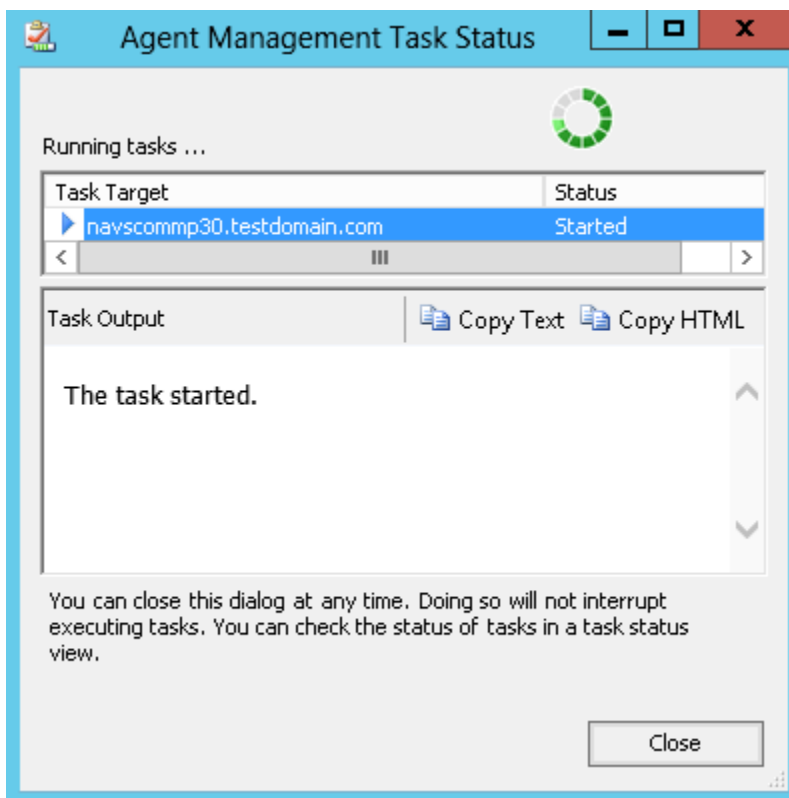 Agent Management Task Status
Running tasks ...
Task Target Status
navscommp30.testdomain.com Started
Task Output Copy Text Copy HTML
The task started.
You can close this dialog at any time. Doing so will not interrupt
executing tasks. You can check the status of tasks in a task status
view.
Close